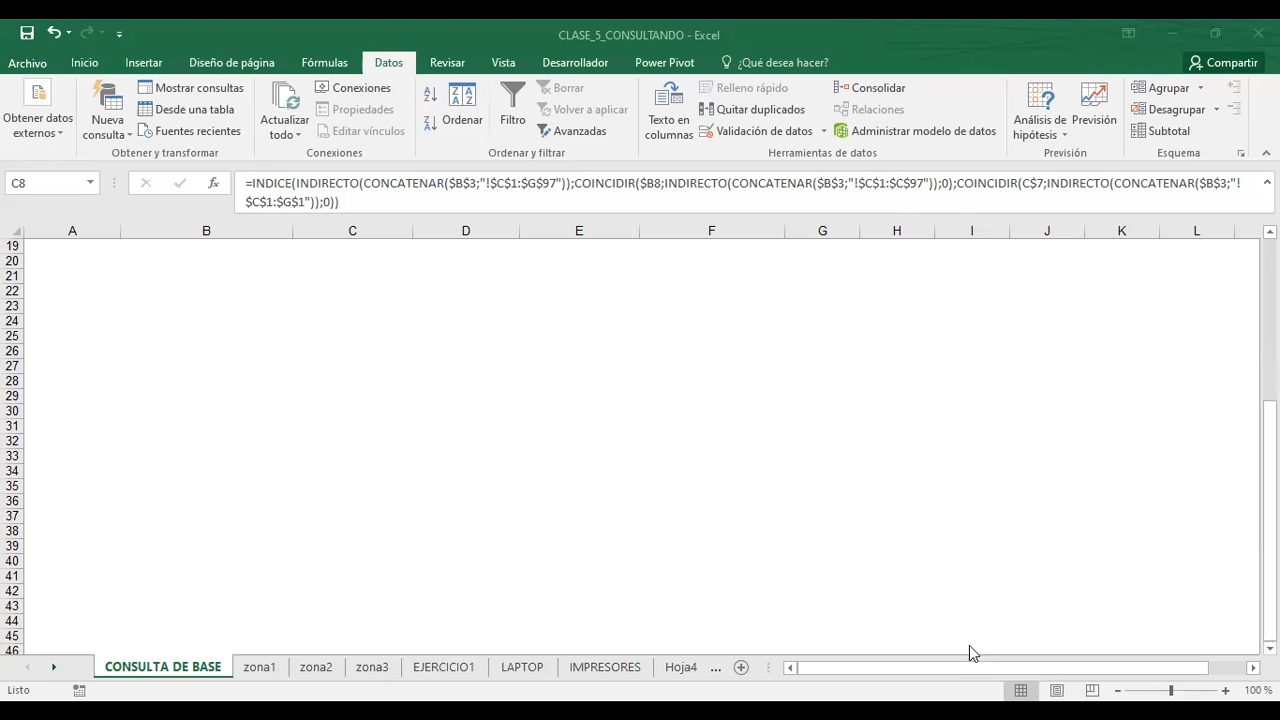 CLASE_5_CONSULTANDO - Excel
Archivo Inicio Insertar Diseño de página Fórmulas Datos Revisar Vista Desarrollador Power Pivot ¿Qué desea hacer? Compartir
Obtener datos externos
Nueva consulta
Mostrar consultas
Desde una tabla
Fuentes recientes
Obtener y transformar
Actualizar todo
Conexiones
Propiedades
Editar vínculos
Conexiones
Ordenar
Filtro
Borrar
Volver a aplicar
Avanzadas
Ordenar y filtrar
Texto en columnas
Relleno rápido
Quitar duplicados
Validación de datos
Consolidar
Relaciones
Administrar modelo de datos
Herramientas de datos
Análisis de hipótesis
Previsión
Previsión
Agrupar
Desagrupar
Subtotal
Esquema
C8
fx
=INDICE(INDIRECTO(CONCATENAR($B$3;"!$C$1:$G$97"));COINCIDIR($B8;INDIRECTO(CONCATENAR($B$3;"!$C$1:$C$97"));0);COINCIDIR(C$7;INDIRECTO(CONCATENAR($B$3;"!
$C$1:$G$1"));0))
A B C D E F G H I J K L
19
20
21
22
23
24
25
26
27
28
29
30
31
32
33
34
35
36
37
38
39
40
41
42
43
44
45
46
CONSULTA DE BASE zona1 zona2 zona3 EJERCICIO1 LAPTOP IMPRESORES Hoja4 ...
Listo
100 %